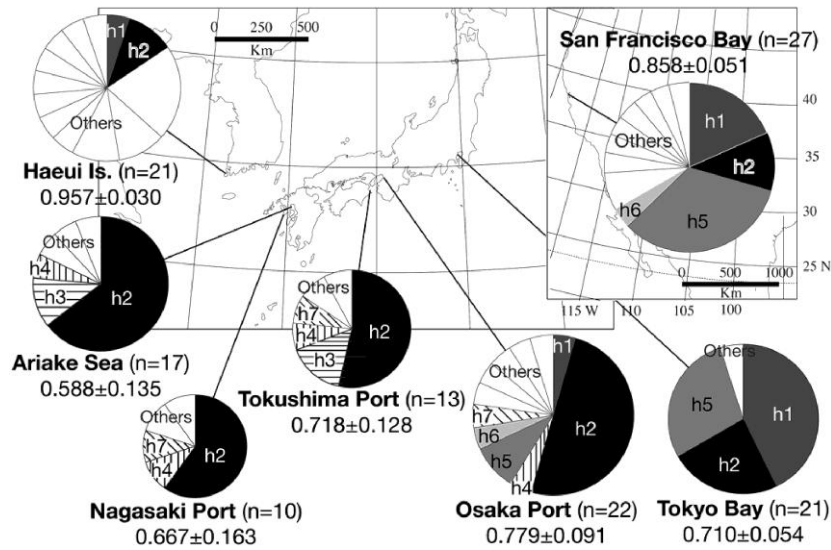 0 250 500
Km
h1
h2
Others
Haeui Is. (n=21)
0.957±0.030
San Francisco Bay (n=27)
0.858±0.051
Others
h1
h2
h5
h6
40
35
30
25 N
0 500 1000
Km
115 W 110 105 100
Others
h4
h3
h2
Ariake Sea (n=17)
0.588±0.135
Others
h7
h4
h3
h2
Tokushima Port (n=13)
0.718±0.128
Others
h7
h4
h2
Nagasaki Port (n=10)
0.667±0.163
h1
Others
h7
h6
h5
h4
h2
Osaka Port (n=22)
0.779±0.091
Others
h5
h1
h2
Tokyo Bay (n=21)
0.710±0.054